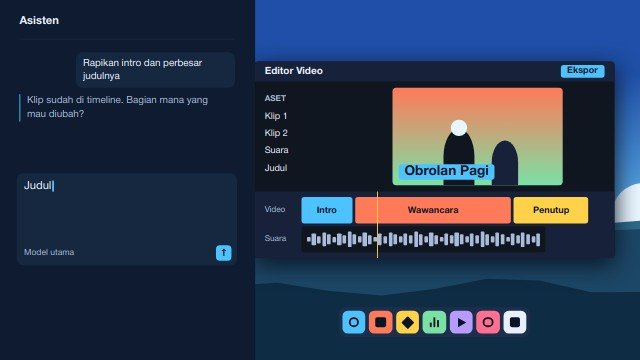 Asisten
Rapikan intro dan perbesar
judulnya
Klip sudah di timeline. Bagian mana yang
mau diubah?
Judul
Model utama
Editor Video
Ekspor
ASET
Klip 1
Klip 2
Suara
Judul
Obrolan Pagi
Video
Intro
Wawancara
Penutup
Suara